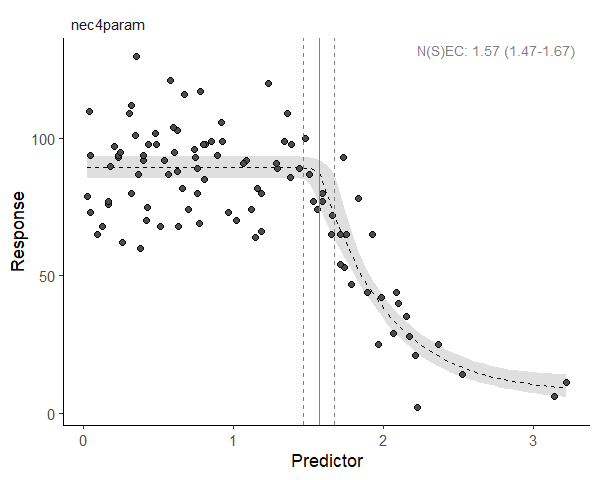 nec4param
N(S)EC: 1.57 (1.47-1.67)
100
50
0
Response
0 1 2 3
Predictor